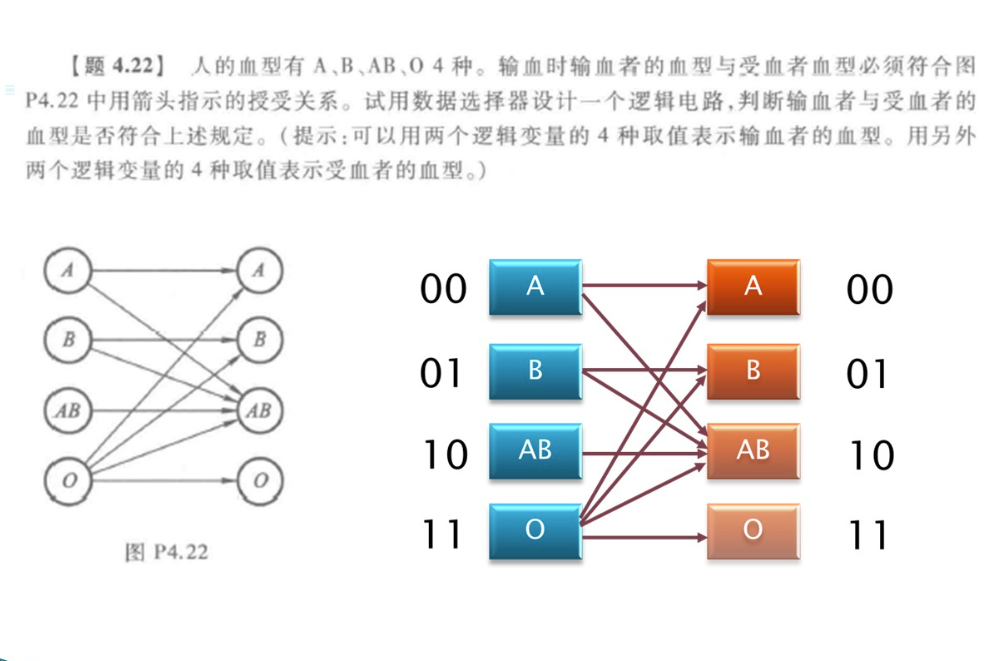 【题 4.22】 人的血型有 A、B、AB、O 4 种。输血时输血者的血型与受血者血型必须符合图
P4.22 中用箭头指示的授受关系。试用数据选择器设计一个逻辑电路,判断输血者与受血者的
血型是否符合上述规定。(提示:可以用两个逻辑变量的 4 种取值表示输血者的血型。用另外
两个逻辑变量的 4 种取值表示受血者的血型。)
A A
B B
AB AB
O O
图 P4.22
00 A A 00
01 B B 01
10 AB AB 10
11 O O 11